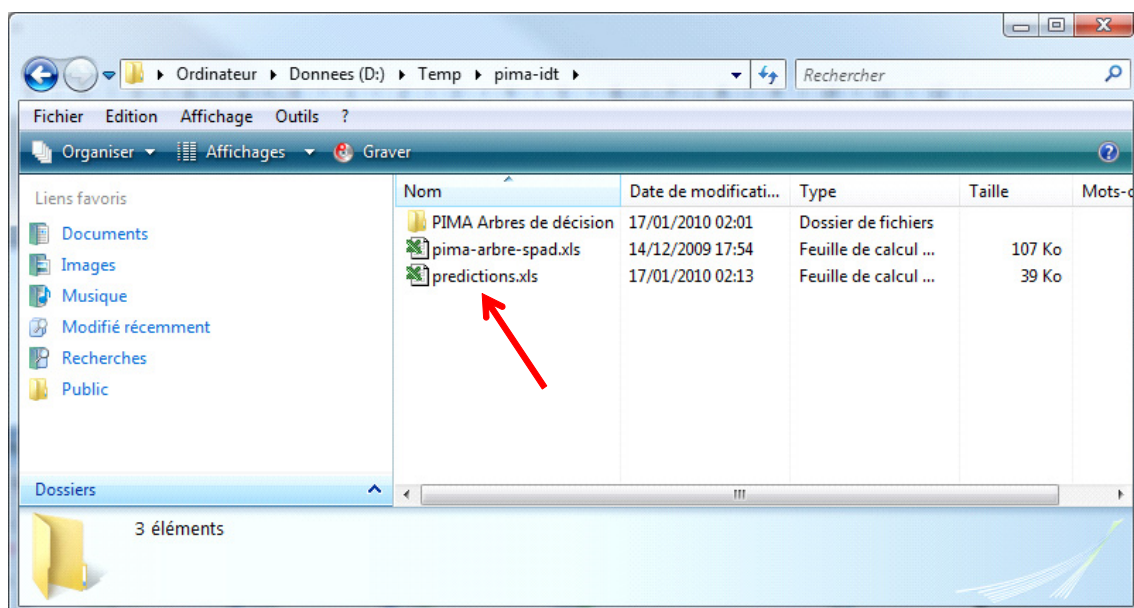 Ordinateur Donnees (D:) Temp pima-idt
Rechercher
Fichier Edition Affichage Outils ?
Organiser Affichages Graver ?
Liens favoris
Documents
Images
Musique
Modifié récemment
Recherches
Public
Dossiers
Nom Date de modificati... Type Taille Mots-c
PIMA Arbres de décision 17/01/2010 02:01 Dossier de fichiers
pima-arbre-spad.xls 14/12/2009 17:54 Feuille de calcul ... 107 Ko
predictions.xls 17/01/2010 02:13 Feuille de calcul ... 39 Ko
3 éléments